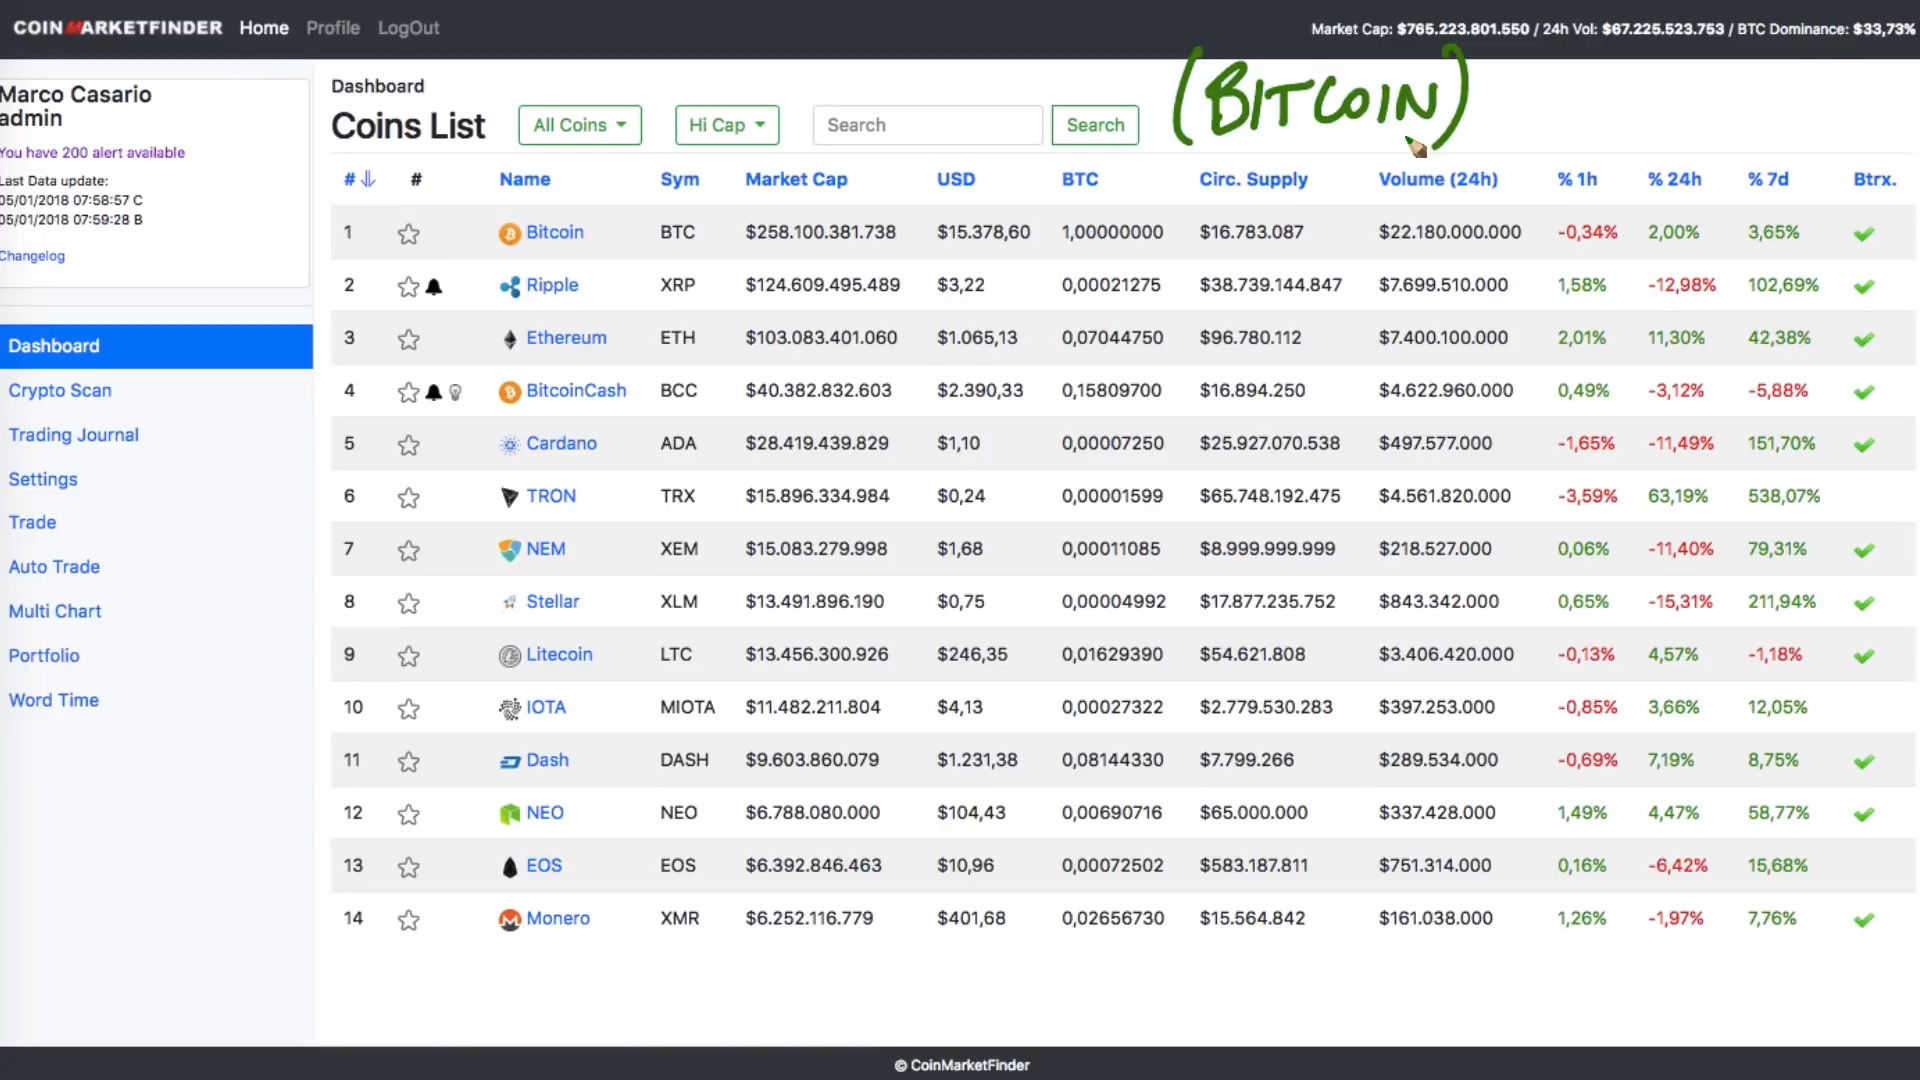 COINMARKETFINDER Home Profile LogOut Market Cap: $765.223.801.550 / 24h Vol: $67.225.523.753 / BTC Dominance: $33,73%
(BITCOIN)
Marco Casario
admin
You have 200 alert available
Last Data update:
05/01/2018 07:58:57 C
05/01/2018 07:59:28 B
Changelog
Dashboard
Crypto Scan
Trading Journal
Settings
Trade
Auto Trade
Multi Chart
Portfolio
Word Time
Dashboard
Coins List All Coins Hi Cap Search Search
# # Name Sym Market Cap USD BTC Circ. Supply Volume (24h) % 1h % 24h % 7d Btrx.
1 Bitcoin BTC $258.100.381.738 $15.378,60 1,00000000 $16.783.087 $22.180.000.000 -0,34% 2,00% 3,65%
2 Ripple XRP $124.609.495.489 $3,22 0,00021275 $38.739.144.847 $7.699.510.000 1,58% -12,98% 102,69%
3 Ethereum ETH $103.083.401.060 $1.065,13 0,07044750 $96.780.112 $7.400.100.000 2,01% 11,30% 42,38%
4 BitcoinCash BCC $40.382.832.603 $2.390,33 0,15809700 $16.894.250 $4.622.960.000 0,49% -3,12% -5,88%
5 Cardano ADA $28.419.439.829 $1,10 0,00007250 $25.927.070.538 $497.577.000 -1,65% -11,49% 151,70%
6 TRON TRX $15.896.334.984 $0,24 0,00001599 $65.748.192.475 $4.561.820.000 -3,59% 63,19% 538,07%
7 NEM XEM $15.083.279.998 $1,68 0,00011085 $8.999.999.999 $218.527.000 0,06% -11,40% 79,31%
8 Stellar XLM $13.491.896.190 $0,75 0,00004992 $17.877.235.752 $843.342.000 0,65% -15,31% 211,94%
9 Litecoin LTC $13.456.300.926 $246,35 0,01629390 $54.621.808 $3.406.420.000 -0,13% 4,57% -1,18%
10 IOTA MIOTA $11.482.211.804 $4,13 0,00027322 $2.779.530.283 $397.253.000 -0,85% 3,66% 12,05%
11 Dash DASH $9.603.860.079 $1.231,38 0,08144330 $7.799.266 $289.534.000 -0,69% 7,19% 8,75%
12 NEO NEO $6.788.080.000 $104,43 0,00690716 $65.000.000 $337.428.000 1,49% 4,47% 58,77%
13 EOS EOS $6.392.846.463 $10,96 0,00072502 $583.187.811 $751.314.000 0,16% -6,42% 15,68%
14 Monero XMR $6.252.116.779 $401,68 0,02656730 $15.564.842 $161.038.000 1,26% -1,97% 7,76%
© CoinMarketFinder